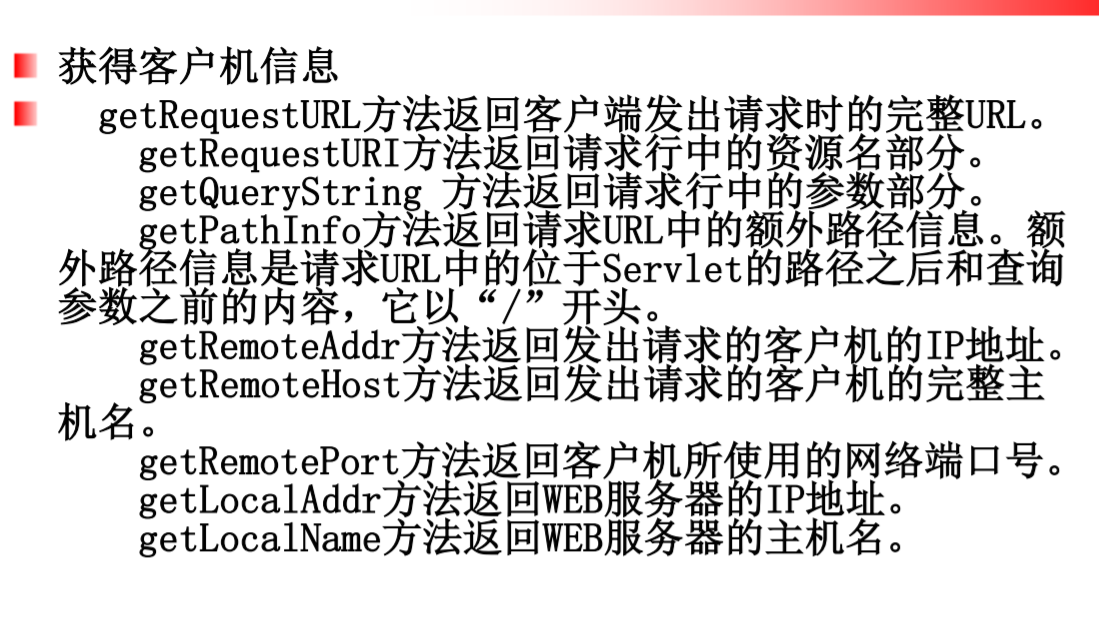 获得客户机信息
getRequestURL方法返回客户端发出请求时的完整URL。
getRequestURI方法返回请求行中的资源名部分。
getQueryString 方法返回请求行中的参数部分。
getPathInfo方法返回请求URL中的额外路径信息。额
外路径信息是请求URL中的位于Servlet的路径之后和查询
参数之前的内容，它以“/”开头。
getRemoteAddr方法返回发出请求的客户机的IP地址。
getRemoteHost方法返回发出请求的客户机的完整主
机名。
getRemotePort方法返回客户机所使用的网络端口号。
getLocalAddr方法返回WEB服务器的IP地址。
getLocalName方法返回WEB服务器的主机名。